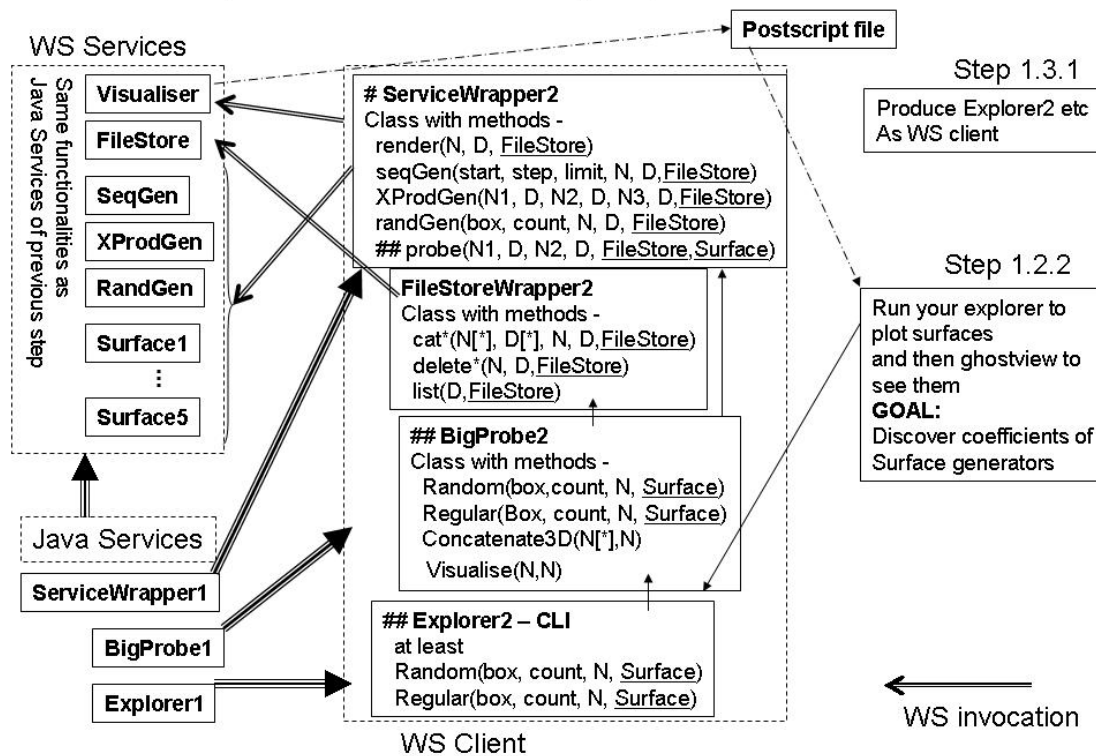 WS Services
Same functionalities as
Java Services of previous
step
Visualiser
FileStore
SeqGen
XProdGen
RandGen
Surface1
...
Surface5
Java Services
ServiceWrapper1
BigProbe1
Explorer1
Postscript file
# ServiceWrapper2
Class with methods -
render(N, D, FileStore)
seqGen(start, step, limit, N, D,FileStore)
XProdGen(N1, D, N2, D, N3, D,FileStore)
randGen(box, count, N, D, FileStore)
## probe(N1, D, N2, D, FileStore,Surface)
FileStoreWrapper2
Class with methods -
cat*(N[*], D[*], N, D,FileStore)
delete*(N, D,FileStore)
list(D,FileStore)
## BigProbe2
Class with methods -
Random(box,count, N, Surface)
Regular(Box, count, N, Surface)
Concatenate3D(N[*],N)
Visualise(N,N)
## Explorer2 – CLI
at least
Random(box, count, N, Surface)
Regular(box, count, N, Surface)
WS Client
Step 1.3.1
Produce Explorer2 etc
As WS client
Step 1.2.2
Run your explorer to
plot surfaces
and then ghostview to
see them
GOAL:
Discover coefficients of
Surface generators
WS invocation